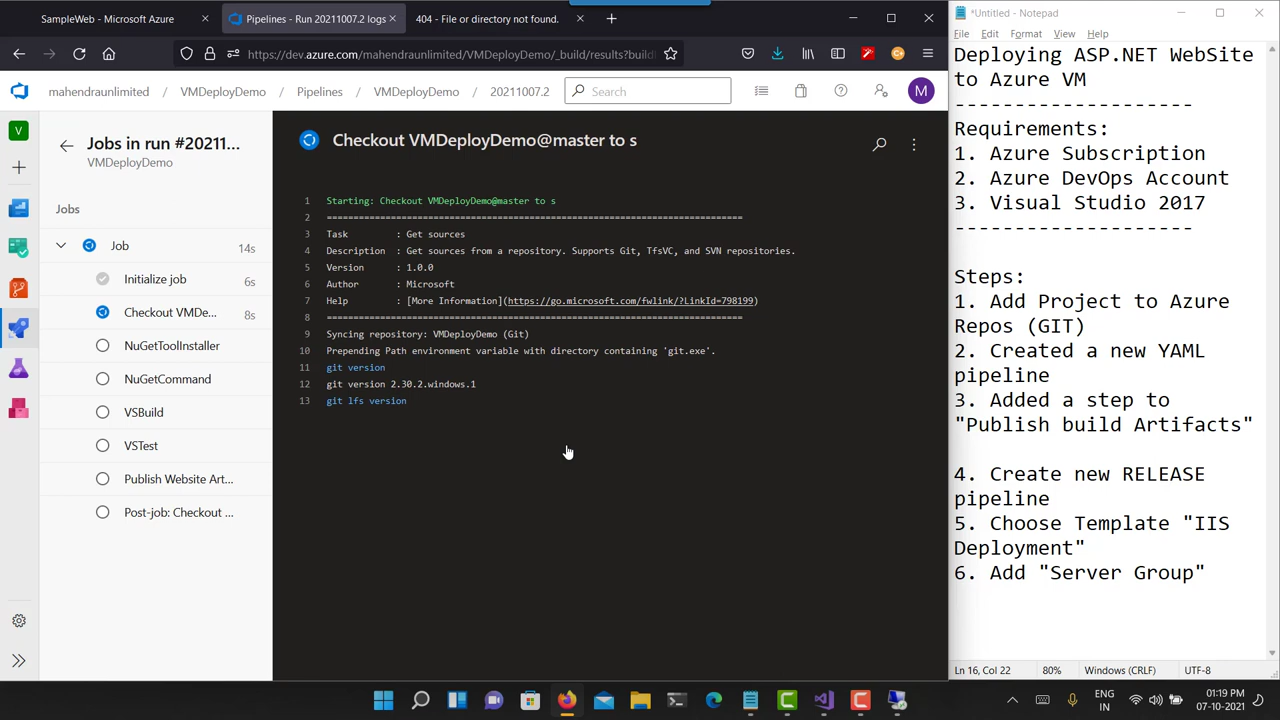 SampleWeb - Microsoft Azure
Pipelines - Run 20211007.2 logs
404 - File or directory not found.
https://dev.azure.com/mahendraunlimited/VMDeployDemo/_build/results?build
mahendraunlimited / VMDeployDemo / Pipelines / VMDeployDemo / 20211007.2
Search
M
V
Jobs in run #20211...
VMDeployDemo
Jobs
Job 14s
Initialize job 6s
Checkout VMDe... 8s
NuGetToolInstaller
NuGetCommand
VSBuild
VSTest
Publish Website Art...
Post-job: Checkout ...
Checkout VMDeployDemo@master to s
1 Starting: Checkout VMDeployDemo@master to s
2 ==============================================================================
3 Task : Get sources
4 Description : Get sources from a repository. Supports Git, TfsVC, and SVN repositories.
5 Version : 1.0.0
6 Author : Microsoft
7 Help : [More Information](https://go.microsoft.com/fwlink/?LinkId=798199)
8 ==============================================================================
9 Syncing repository: VMDeployDemo (Git)
10 Prepending Path environment variable with directory containing 'git.exe'.
11 git version
12 git version 2.30.2.windows.1
13 git lfs version
*Untitled - Notepad
File Edit Format View Help
Deploying ASP.NET WebSite
to Azure VM
--------------------
Requirements:
1. Azure Subscription
2. Azure DevOps Account
3. Visual Studio 2017
--------------------
Steps:
1. Add Project to Azure
Repos (GIT)
2. Created a new YAML
pipeline
3. Added a step to
"Publish build Artifacts"
4. Create new RELEASE
pipeline
5. Choose Template "IIS
Deployment"
6. Add "Server Group"
Ln 16, Col 22 80% Windows (CRLF) UTF-8
ENG
IN
01:19 PM
07-10-2021